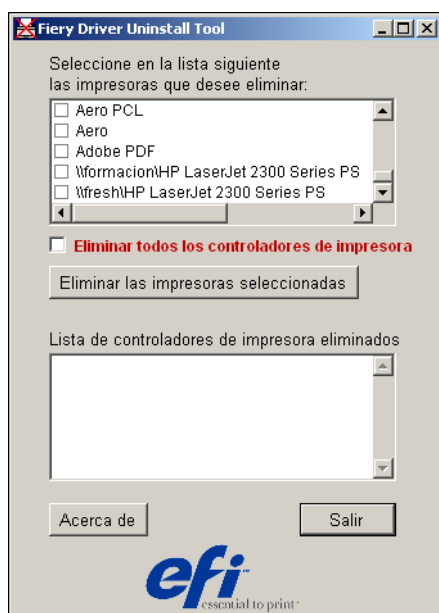 Fiery Driver Uninstall Tool
Seleccione en la lista siguiente
las impresoras que desee eliminar:
Aero PCL
Aero
Adobe PDF
\\formacion\HP LaserJet 2300 Series PS
\\fresh\HP LaserJet 2300 Series PS
Eliminar todos los controladores de impresora
Eliminar las impresoras seleccionadas
Lista de controladores de impresora eliminados
Acerca de
Salir
efi™
essential to print™